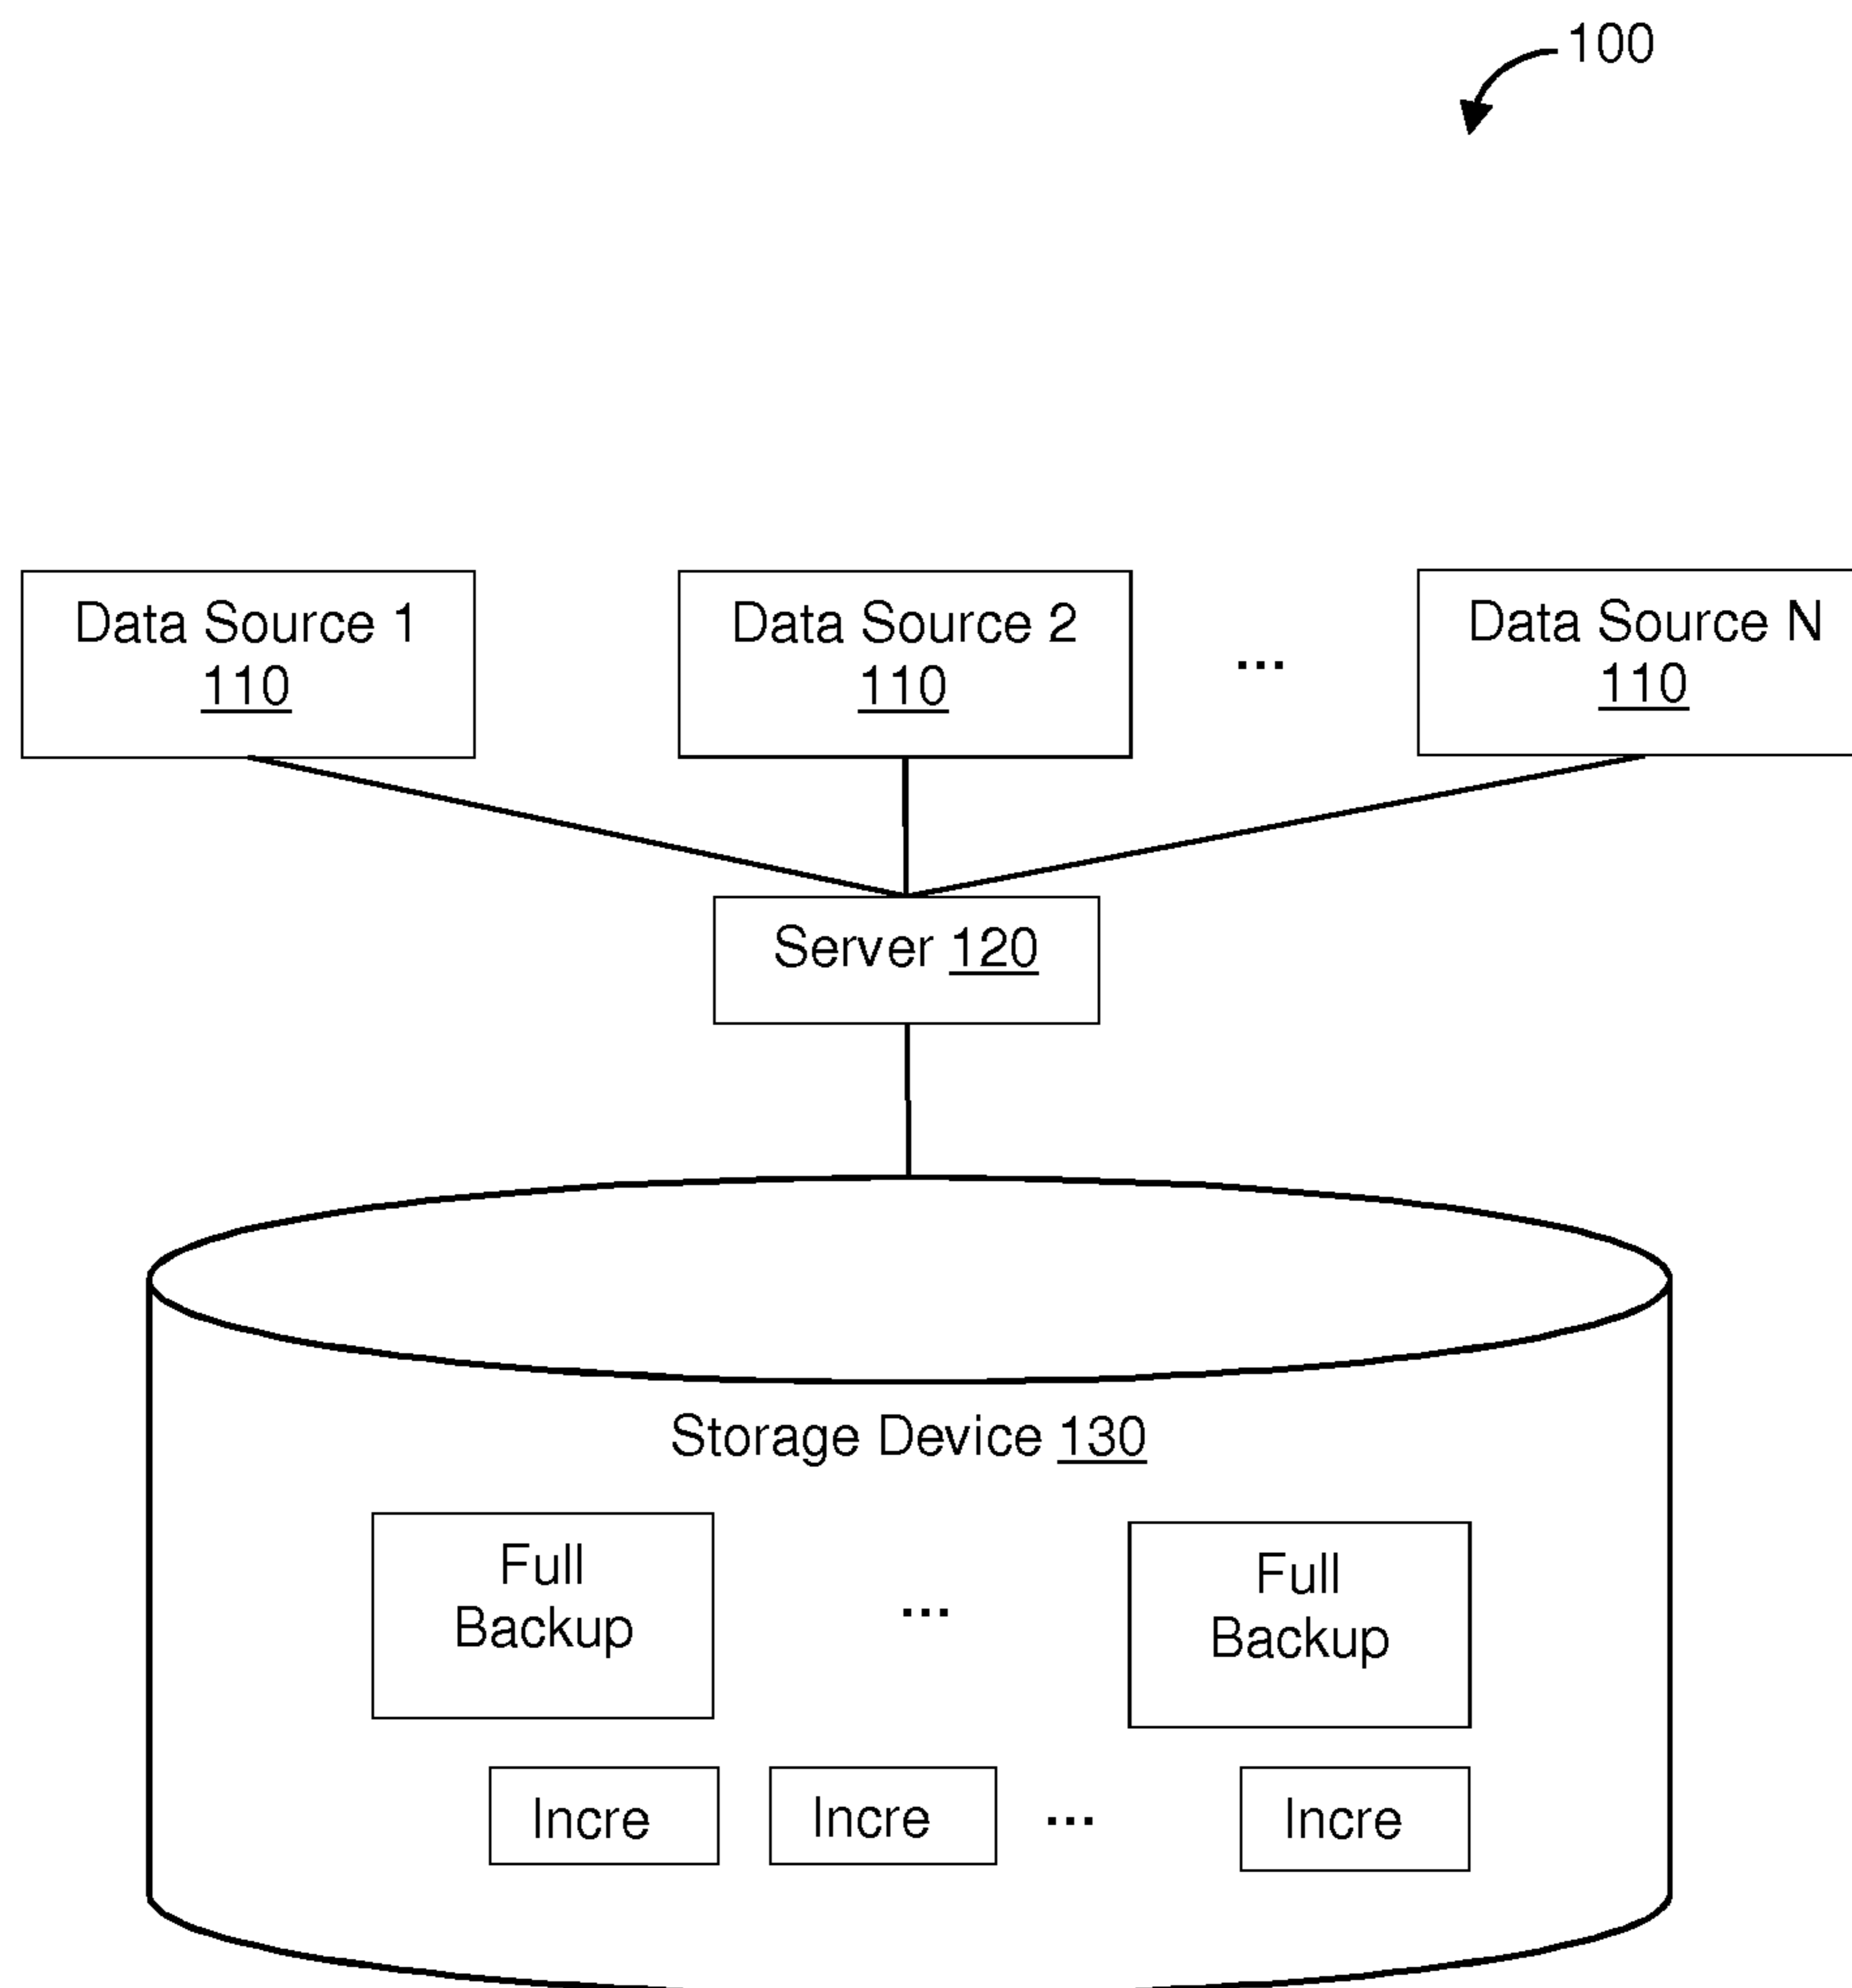 100
Data Source 1
110
Data Source 2
110
...
Data Source N
110
Server 120
Storage Device 130
Full
Backup
...
Full
Backup
Incre
Incre
...
Incre